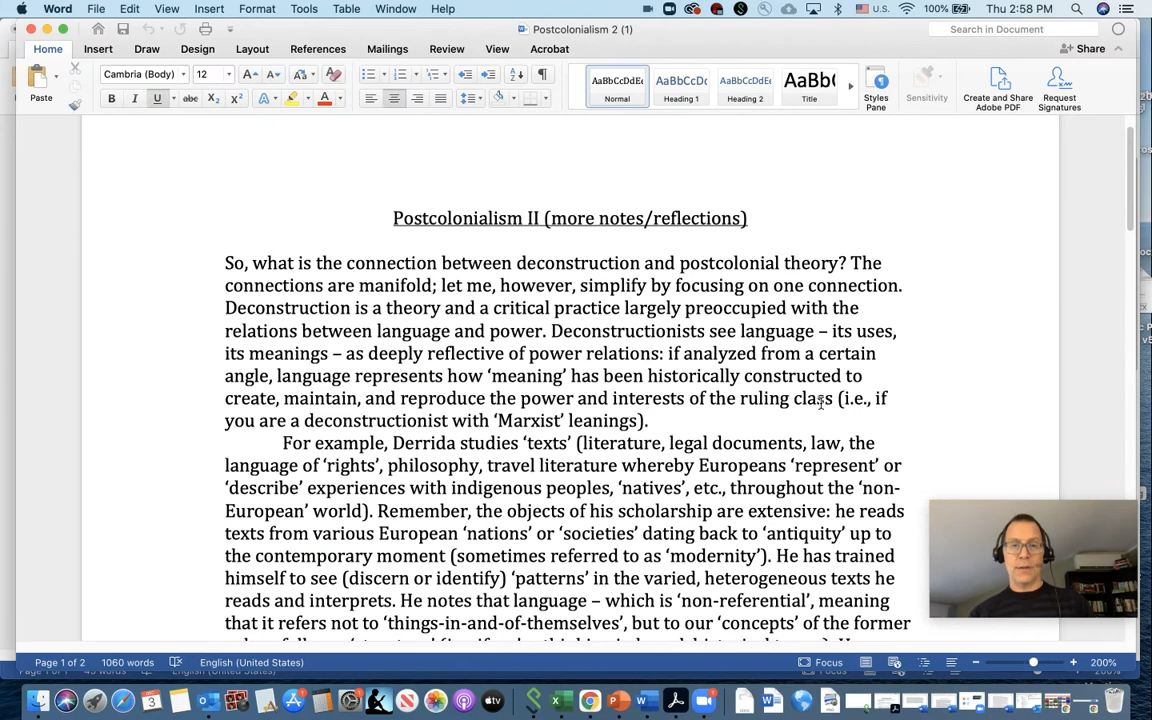 Word File Edit View Insert Format Tools Table Window Help U.S. 100% Thu 2:58 PM
Postcolonialism 2 (1)
Search in Document
Home Insert Draw Design Layout References Mailings Review View Acrobat Share
Paste
Cambria (Body) 12
AaBbCcDdEe AaBbCcDc AaBbCcDdEe AaBb(
Normal Heading 1 Heading 2 Title
Styles Pane
Sensitivity
Create and Share Adobe PDF
Request Signatures
Postcolonialism II (more notes/reflections)
So, what is the connection between deconstruction and postcolonial theory? The
connections are manifold; let me, however, simplify by focusing on one connection.
Deconstruction is a theory and a critical practice largely preoccupied with the
relations between language and power. Deconstructionists see language – its uses,
its meanings – as deeply reflective of power relations: if analyzed from a certain
angle, language represents how ‘meaning’ has been historically constructed to
create, maintain, and reproduce the power and interests of the ruling class (i.e., if
you are a deconstructionist with ‘Marxist’ leanings).
For example, Derrida studies ‘texts’ (literature, legal documents, law, the
language of ‘rights’, philosophy, travel literature whereby Europeans ‘represent’ or
‘describe’ experiences with indigenous peoples, ‘natives’, etc., throughout the ‘non-
European’ world). Remember, the objects of his scholarship are extensive: he reads
texts from various European ‘nations’ or ‘societies’ dating back to ‘antiquity’ up to
the contemporary moment (sometimes referred to as ‘modernity’). He has trained
himself to see (discern or identify) ‘patterns’ in the varied, heterogeneous texts he
reads and interprets. He notes that language – which is ‘non-referential’, meaning
that it refers not to ‘things-in-and-of-themselves’, but to our ‘concepts’ of the former
Page 1 of 2 1060 words English (United States) Focus 200%